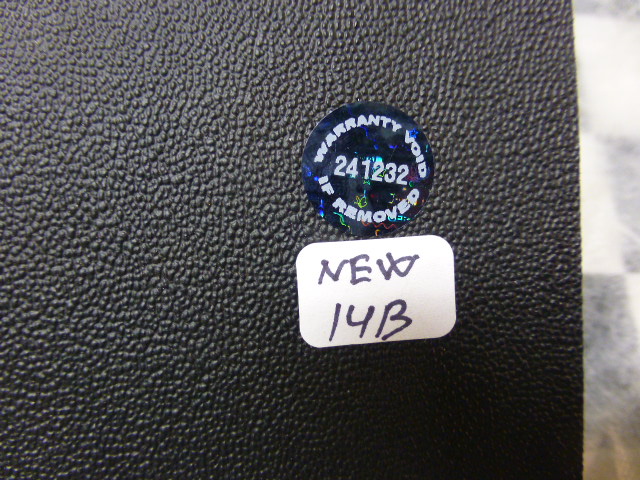 WARRANTY VOID
241232
IF REMOVED
NEW
14B